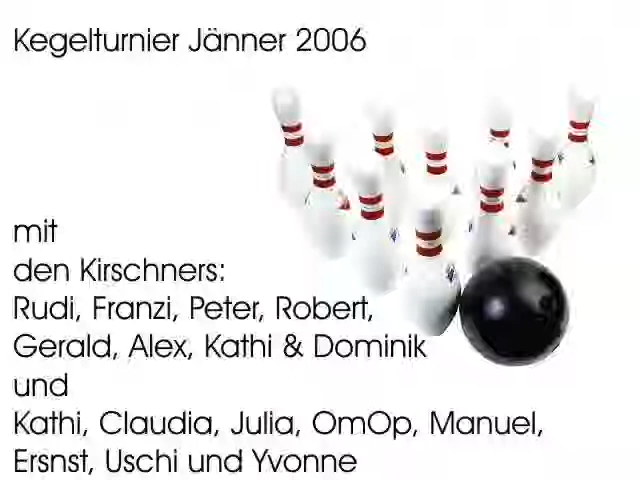 Kegelturnier Jänner 2006
mit
den Kirschners:
Rudi, Franzi, Peter, Robert,
Gerald, Alex, Kathi & Dominik
und
Kathi, Claudia, Julia, OmOp, Manuel,
Ersnst, Uschi und Yvonne